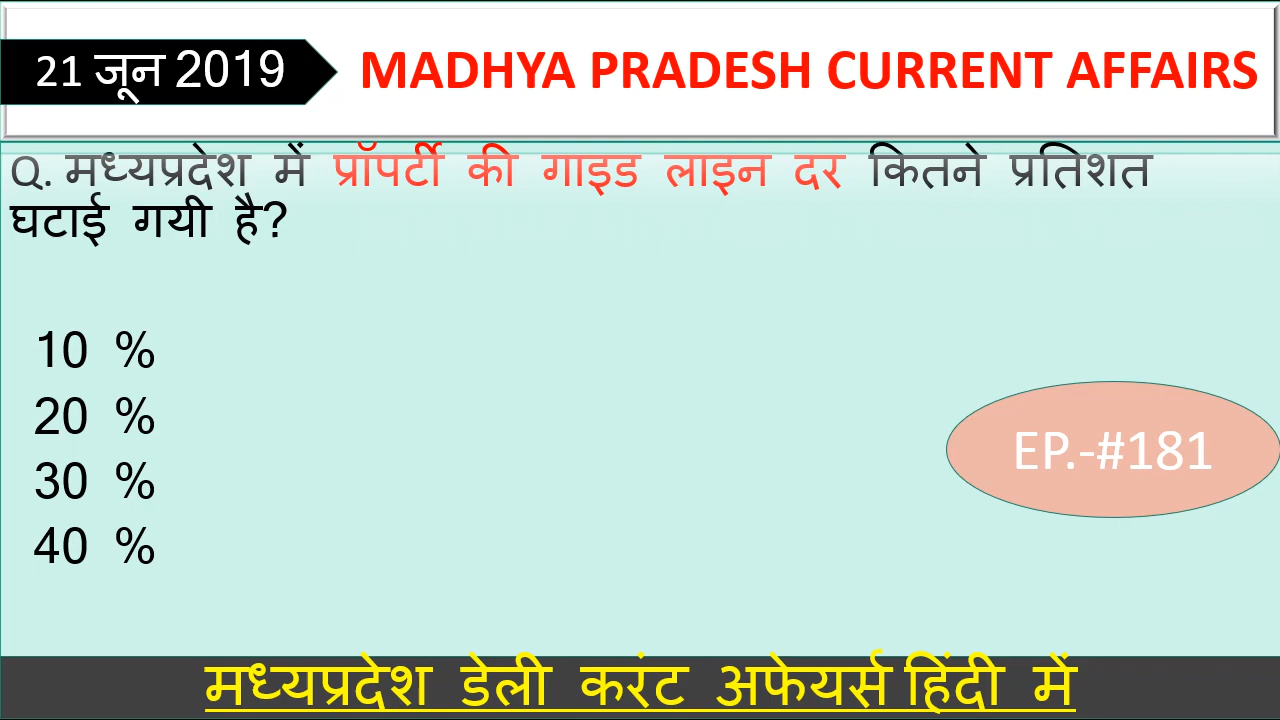 21 जून 2019
MADHYA PRADESH CURRENT AFFAIRS
Q. मध्यप्रदेश में प्रॉपर्टी की गाइड लाइन दर कितने प्रतिशत
घटाई गयी है?
10 %
20 %
30 %
40 %
EP.-#181
मध्यप्रदेश डेली करंट अफेयर्स हिंदी में